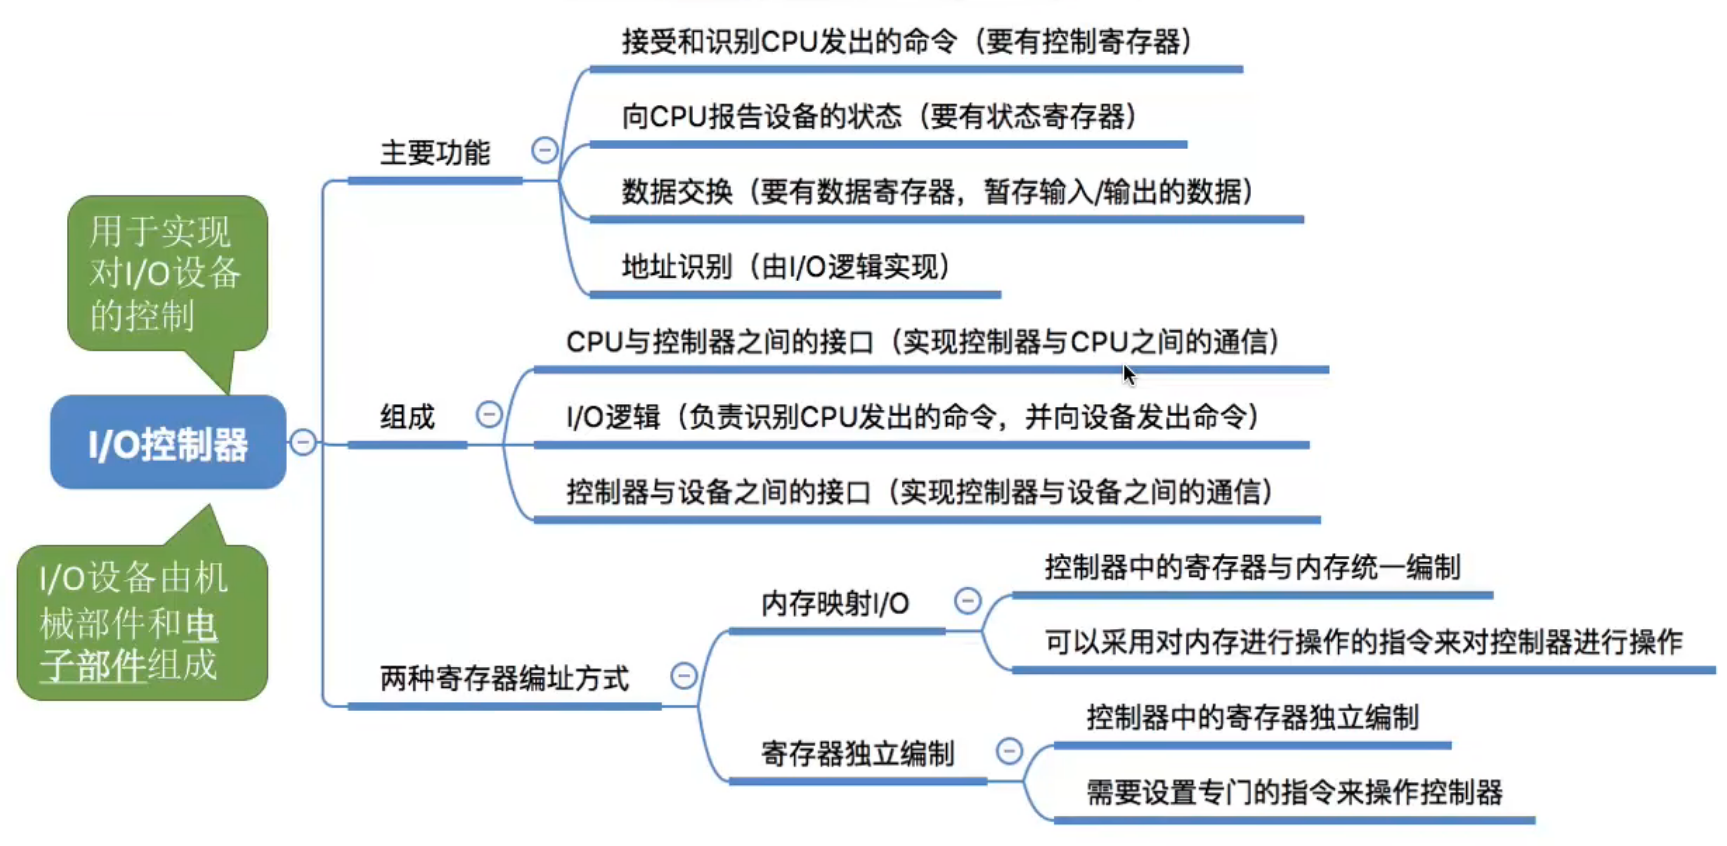 接受和识别CPU发出的命令（要有控制寄存器）
向CPU报告设备的状态（要有状态寄存器）
主要功能
数据交换（要有数据寄存器，暂存输入/输出的数据）
地址识别（由I/O逻辑实现）
用于实现
对I/O设备
的控制
CPU与控制器之间的接口（实现控制器与CPU之间的通信）
组成
I/O逻辑（负责识别CPU发出的命令，并向设备发出命令）
I/O控制器
控制器与设备之间的接口（实现控制器与设备之间的通信）
I/O设备由机
械部件和电
子部件组成
控制器中的寄存器与内存统一编制
内存映射I/O
可以采用对内存进行操作的指令来对控制器进行操作
两种寄存器编址方式
控制器中的寄存器独立编制
寄存器独立编制
需要设置专门的指令来操作控制器